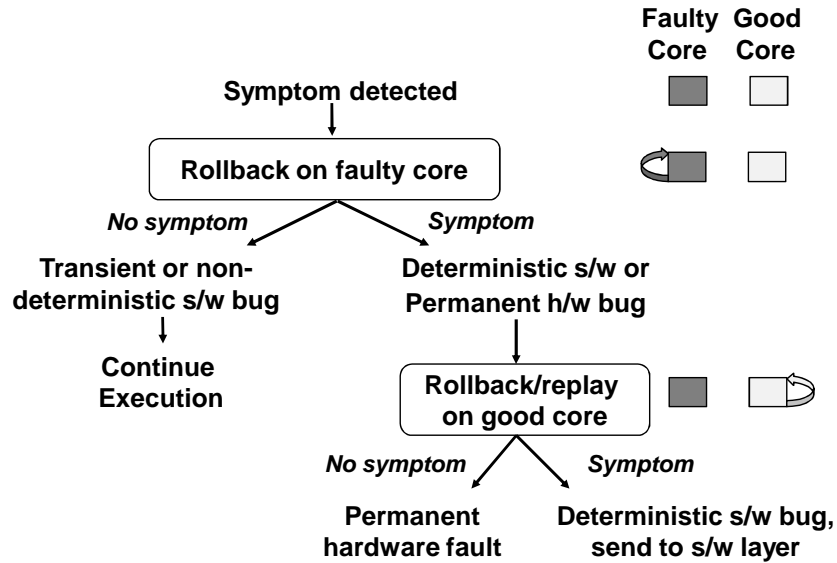 Faulty Core
Good Core
Symptom detected
Rollback on faulty core
No symptom
Symptom
Transient or non-
deterministic s/w bug
Deterministic s/w or
Permanent h/w bug
Continue
Execution
Rollback/replay
on good core
No symptom
Symptom
Permanent
hardware fault
Deterministic s/w bug,
send to s/w layer